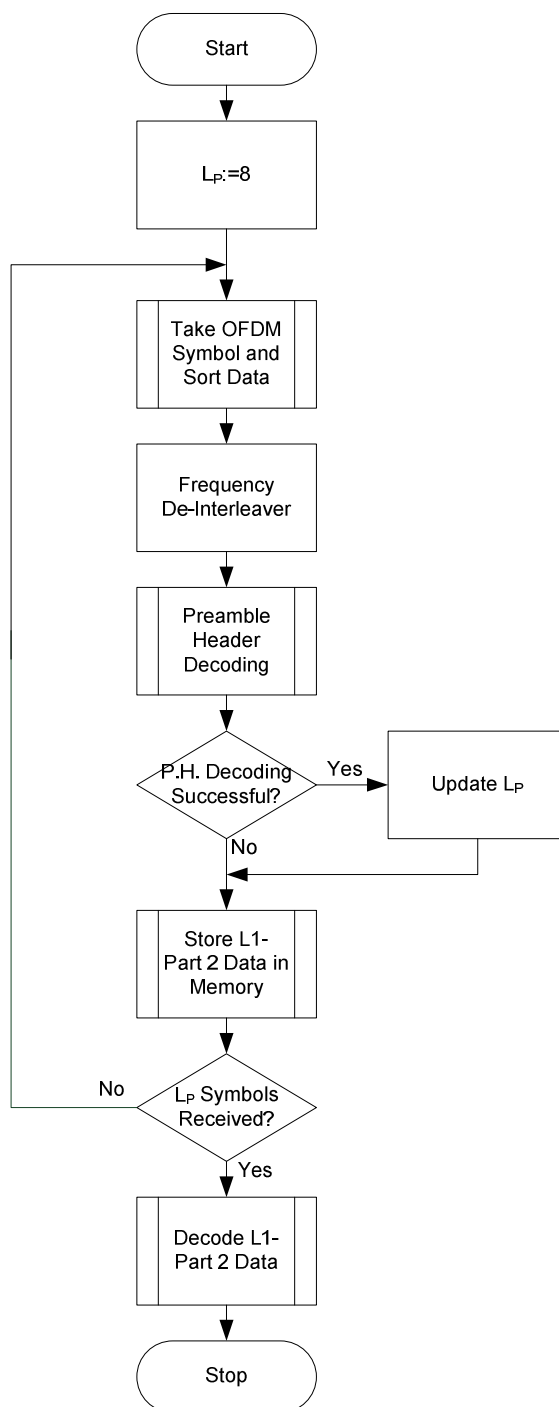 Start
LP:=8
Take OFDM
Symbol and
Sort Data
Frequency
De-Interleaver
Preamble
Header
Decoding
P.H. Decoding
Successful?
Yes
Update LP
No
Store L1-
Part 2 Data in
Memory
No
LP Symbols
Received?
Yes
Decode L1-
Part 2 Data
Stop